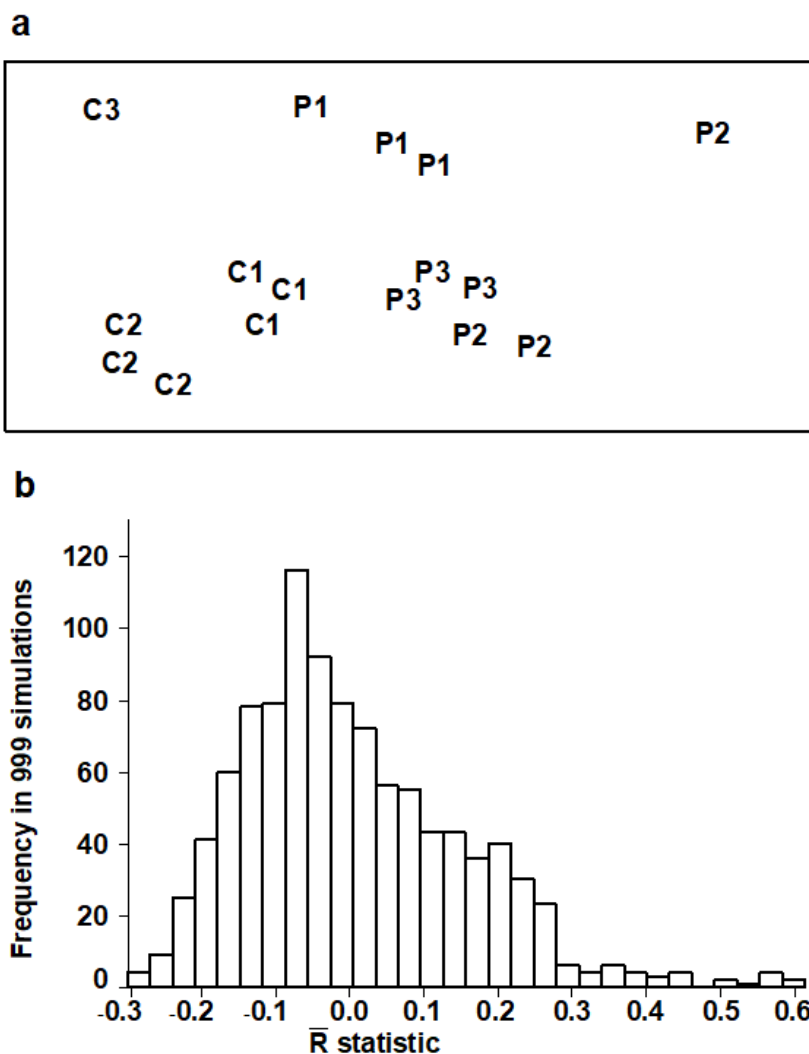 a
C3 P1
P1 P2
P1
C1 P3
C1 P3 P3
C2 C1 P2
C2 P2
C2
b
Frequency in 999 simulations
120
100
80
60
40
20
0
-0.3 -0.2 -0.1 0.0 0.1 0.2 0.3 0.4 0.5 0.6
R̅ statistic